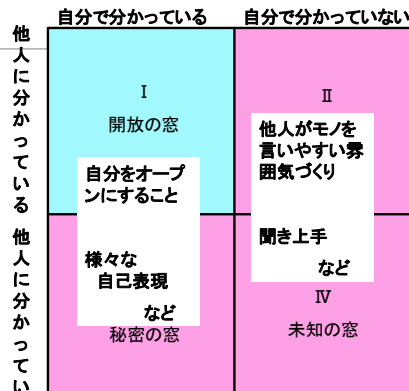 自分で分かっている
自分で分かっていない
他人に分かっている
Ⅰ
開放の窓
Ⅱ
自分をオープ
ンにすること
様々な
自己表現
など
他人がモノを
言いやすい雰
囲気づくり
聞き上手
など
他人に分かってい
秘密の窓
Ⅳ
未知の窓